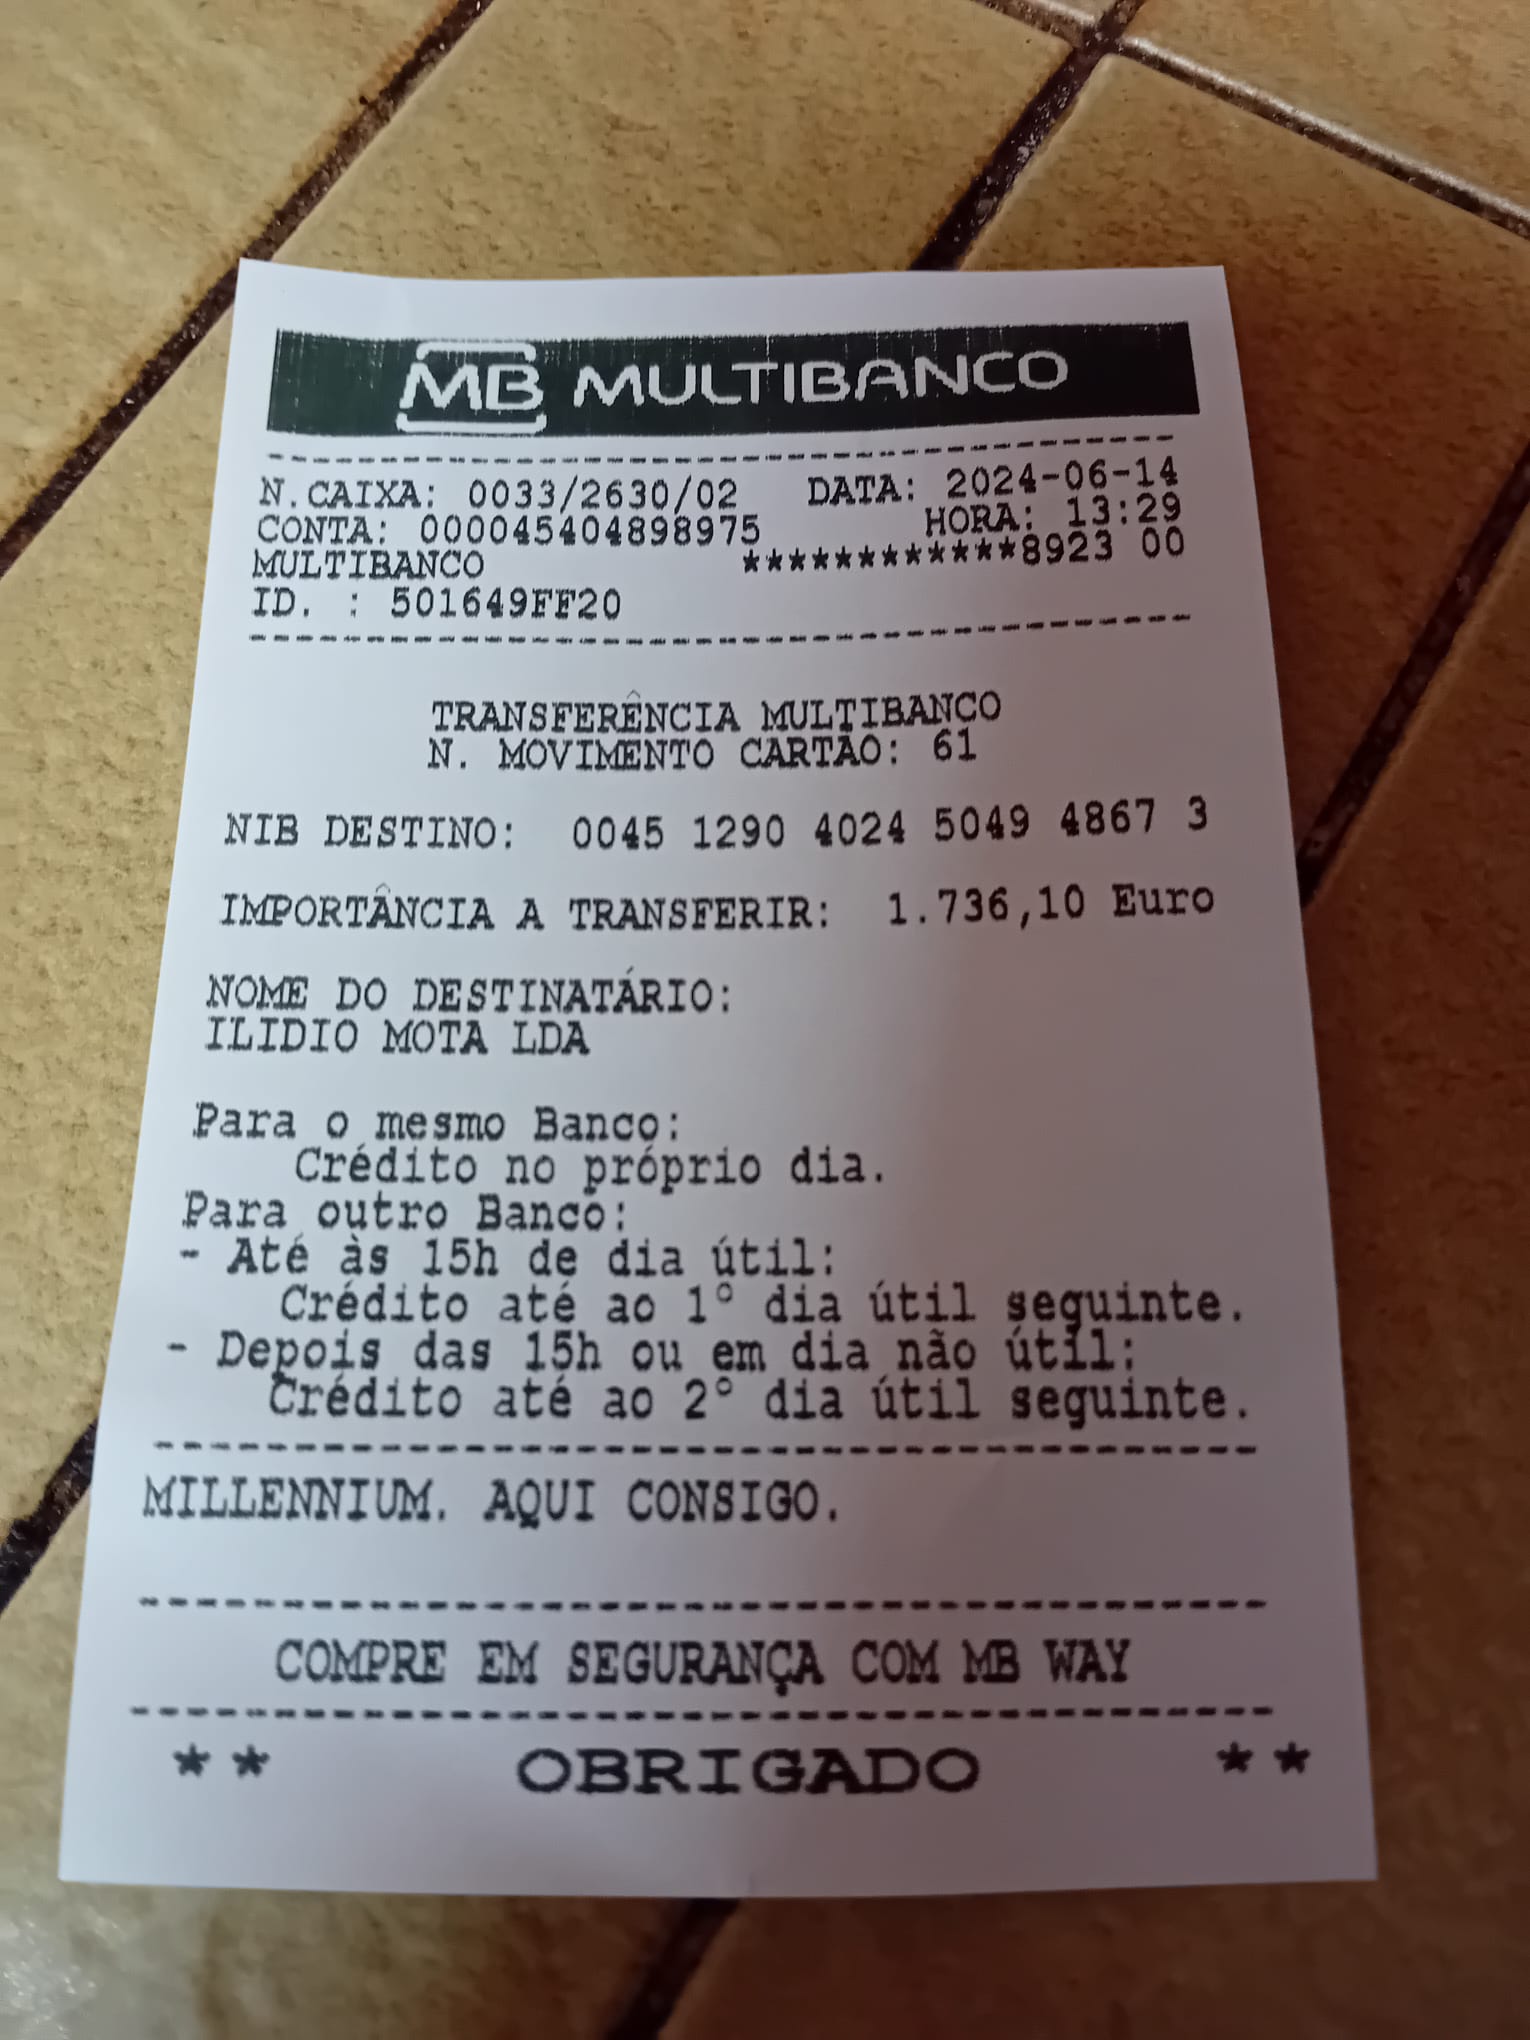 MB MULTIBANCO
N.CAIXA: 0033/2630/02 DATA: 2024-06-14
CONTA: 000045404898975 HORA: 13:29
MULTIBANCO ************8923 00
ID. : 501649FF20
TRANSFERÊNCIA MULTIBANCO
N. MOVIMENTO CARTÃO: 61
NIB DESTINO: 0045 1290 4024 5049 4867 3
IMPORTÂNCIA A TRANSFERIR: 1.736,10 Euro
NOME DO DESTINATÁRIO:
ILIDIO MOTA LDA
Para o mesmo Banco:
Crédito no próprio dia.
Para outro Banco:
- Até às 15h de dia útil:
Crédito até ao 1º dia útil seguinte.
- Depois das 15h ou em dia não útil:
Crédito até ao 2º dia útil seguinte.
MILLENNIUM. AQUI CONSIGO.
COMPRE EM SEGURANÇA COM MB WAY
** OBRIGADO **